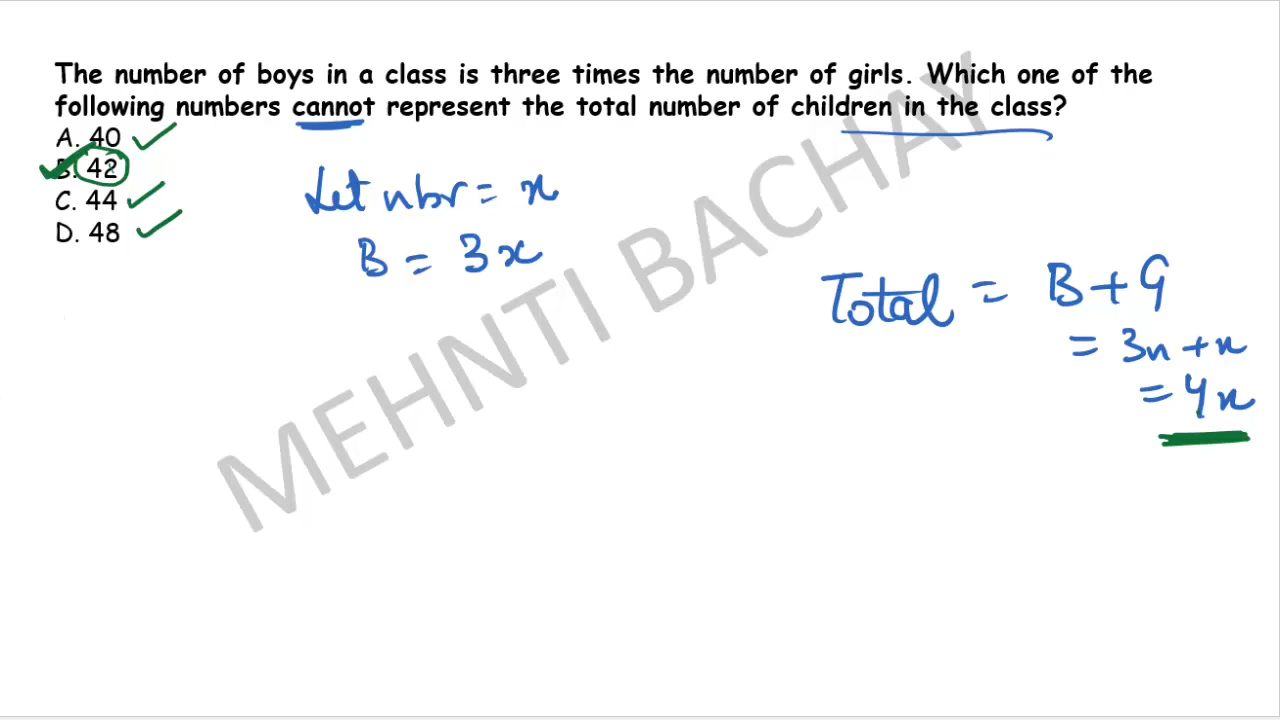 The number of boys in a class is three times the number of girls. Which one of the
following numbers cannot represent the total number of children in the class?
A. 40
B. 42
C. 44
D. 48
Let nbr = x
B = 3x
Total = B + G
= 3x + x
= 4x
MEHNTI BACHAY